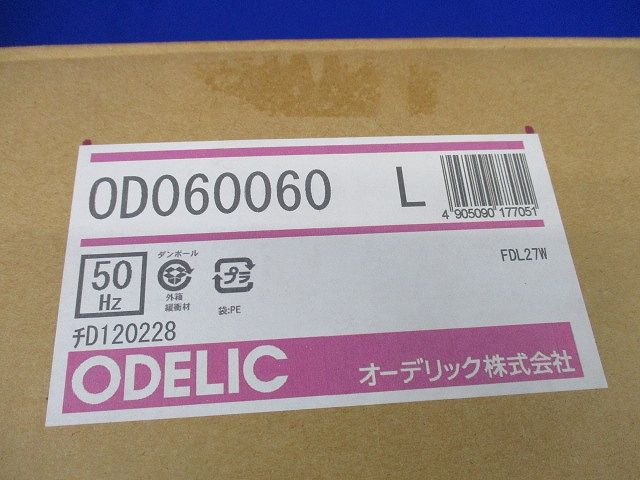 OD060060 L
4 905090 177051
FDL27W
50
Hz
ダンボール
外箱
緩衝材
プラ
袋:PE
チD120228
ODELIC オーデリック株式会社